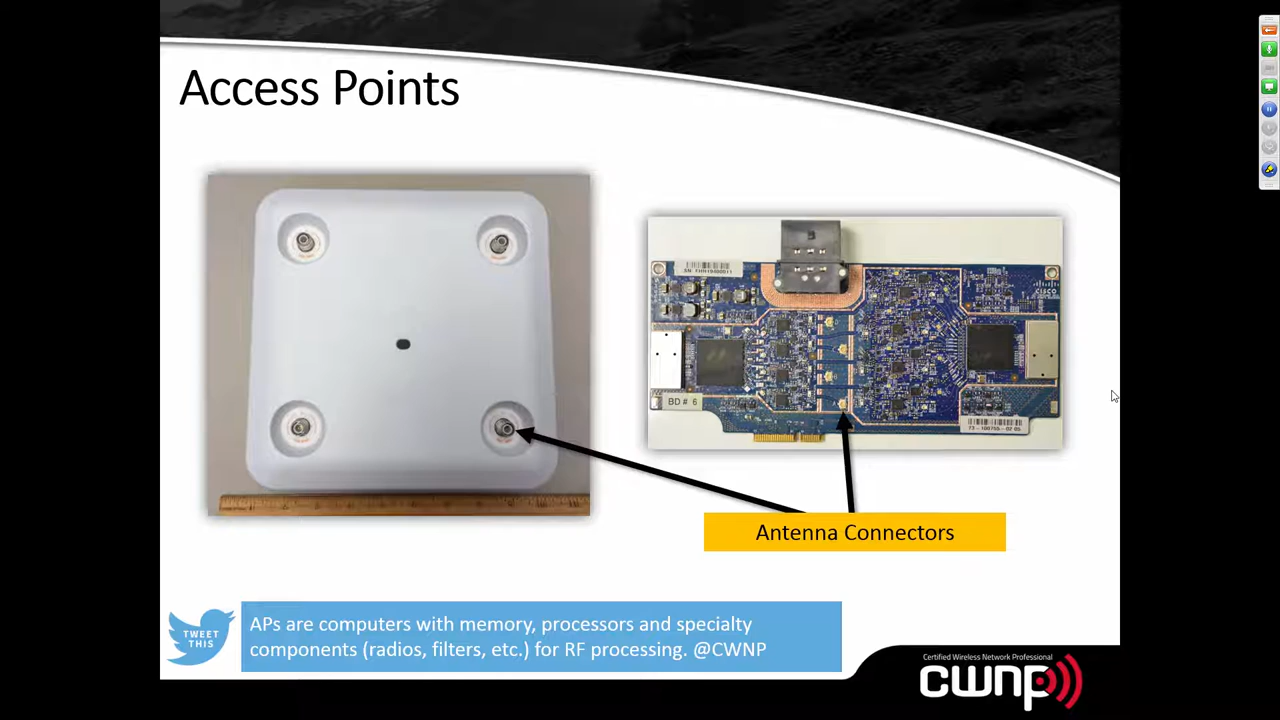 Access Points
CISCO
BD # 6
Antenna Connectors
TWEET
THIS
APs are computers with memory, processors and specialty
components (radios, filters, etc.) for RF processing. @CWNP
Certified Wireless Network Professional
cwnp